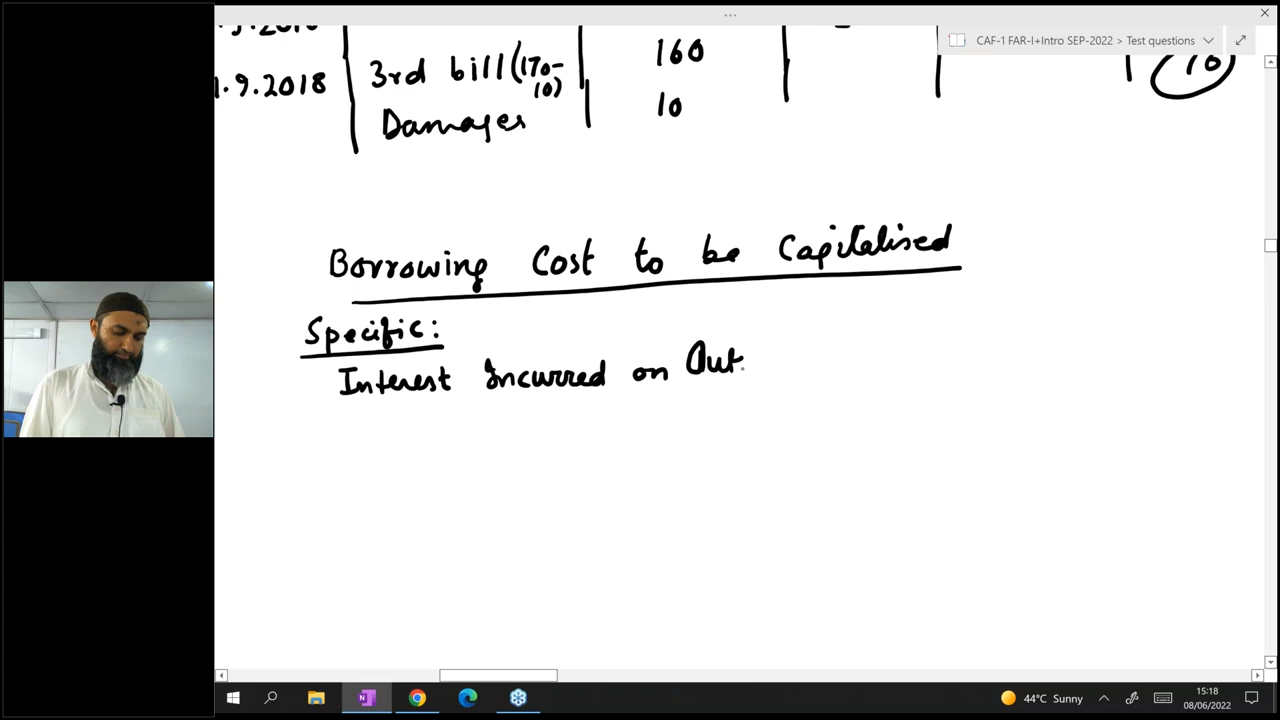 CAF-1 FAR-I+Intro SEP-2022 > Test questions
3rd bill (170-10) 160
1.9.2018
Damages 10
Borrowing Cost to be Capitalised
Specific:
Interest Incurred on Out
44°C Sunny
15:18
08/06/2022